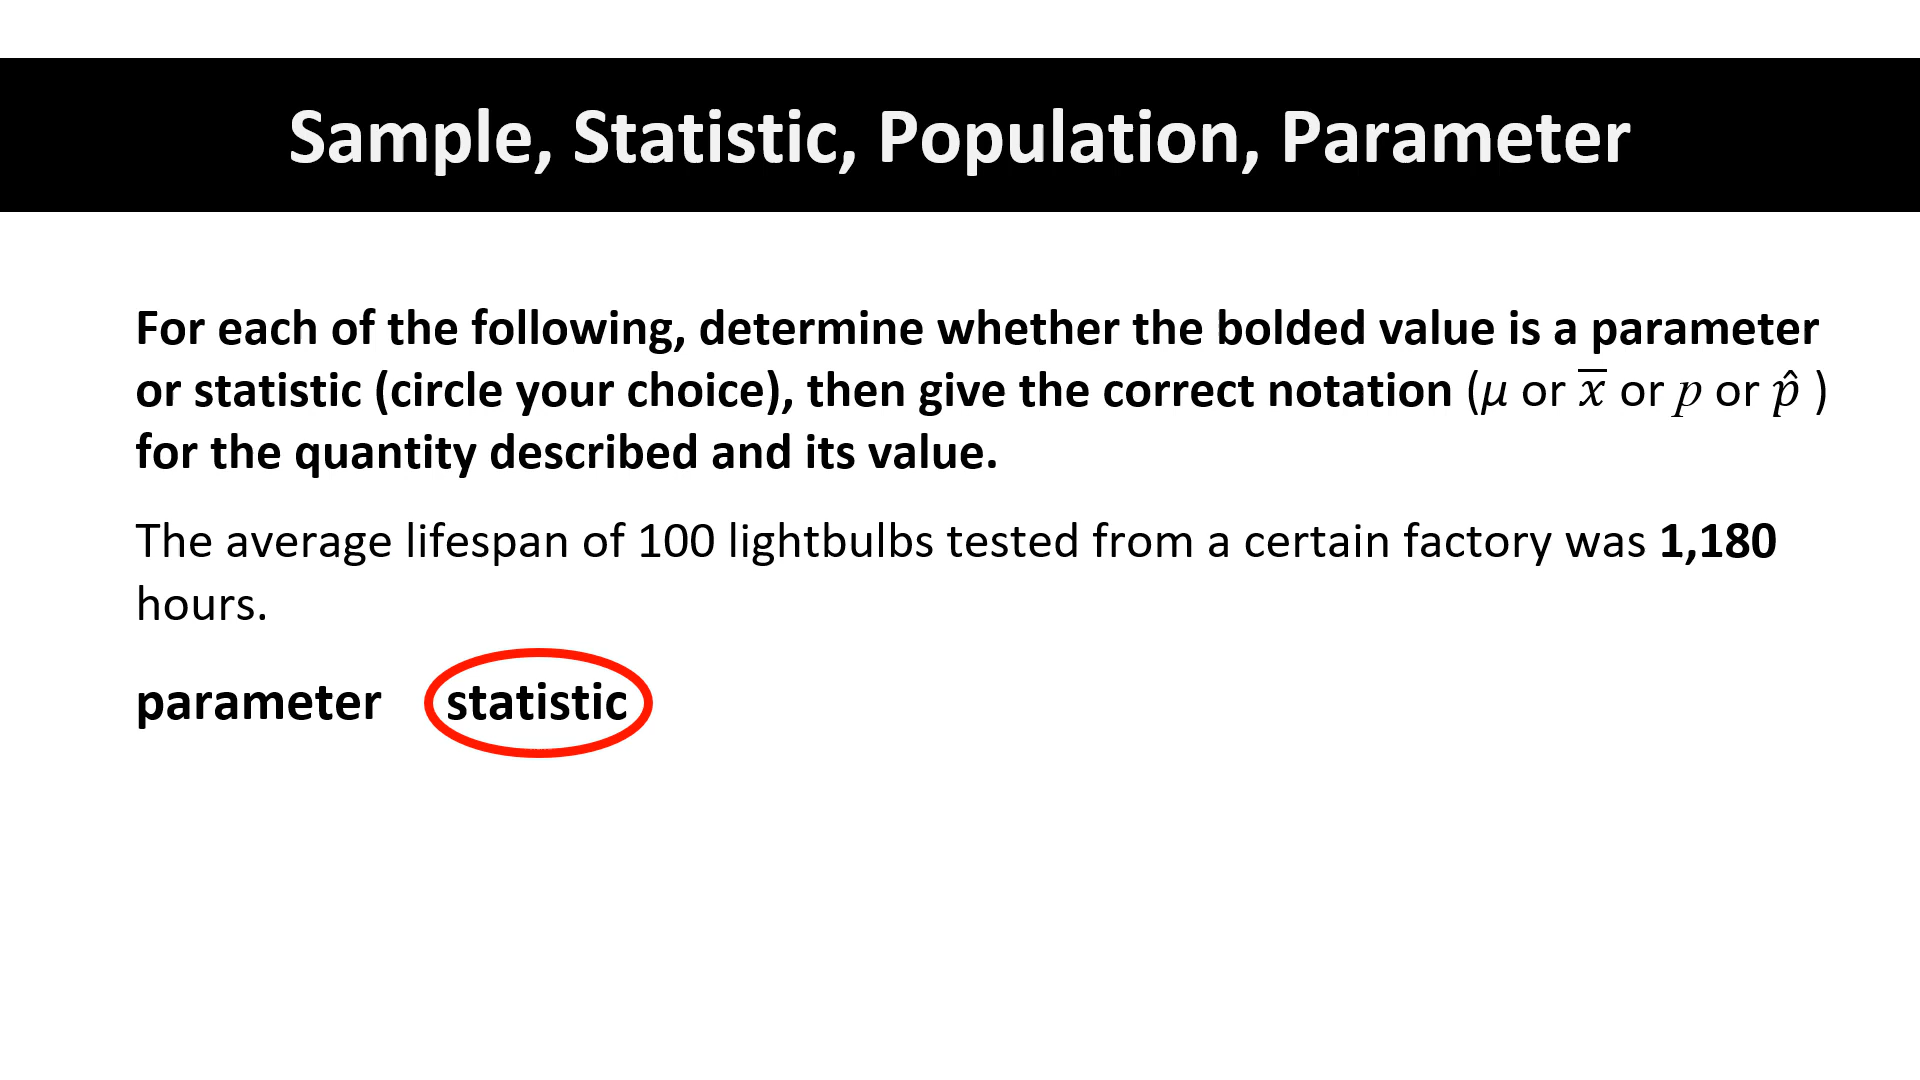 Sample, Statistic, Population, Parameter
For each of the following, determine whether the bolded value is a parameter
or statistic (circle your choice), then give the correct notation (μ or x̅ or p or p̂ )
for the quantity described and its value.
The average lifespan of 100 lightbulbs tested from a certain factory was 1,180
hours.
parameter statistic